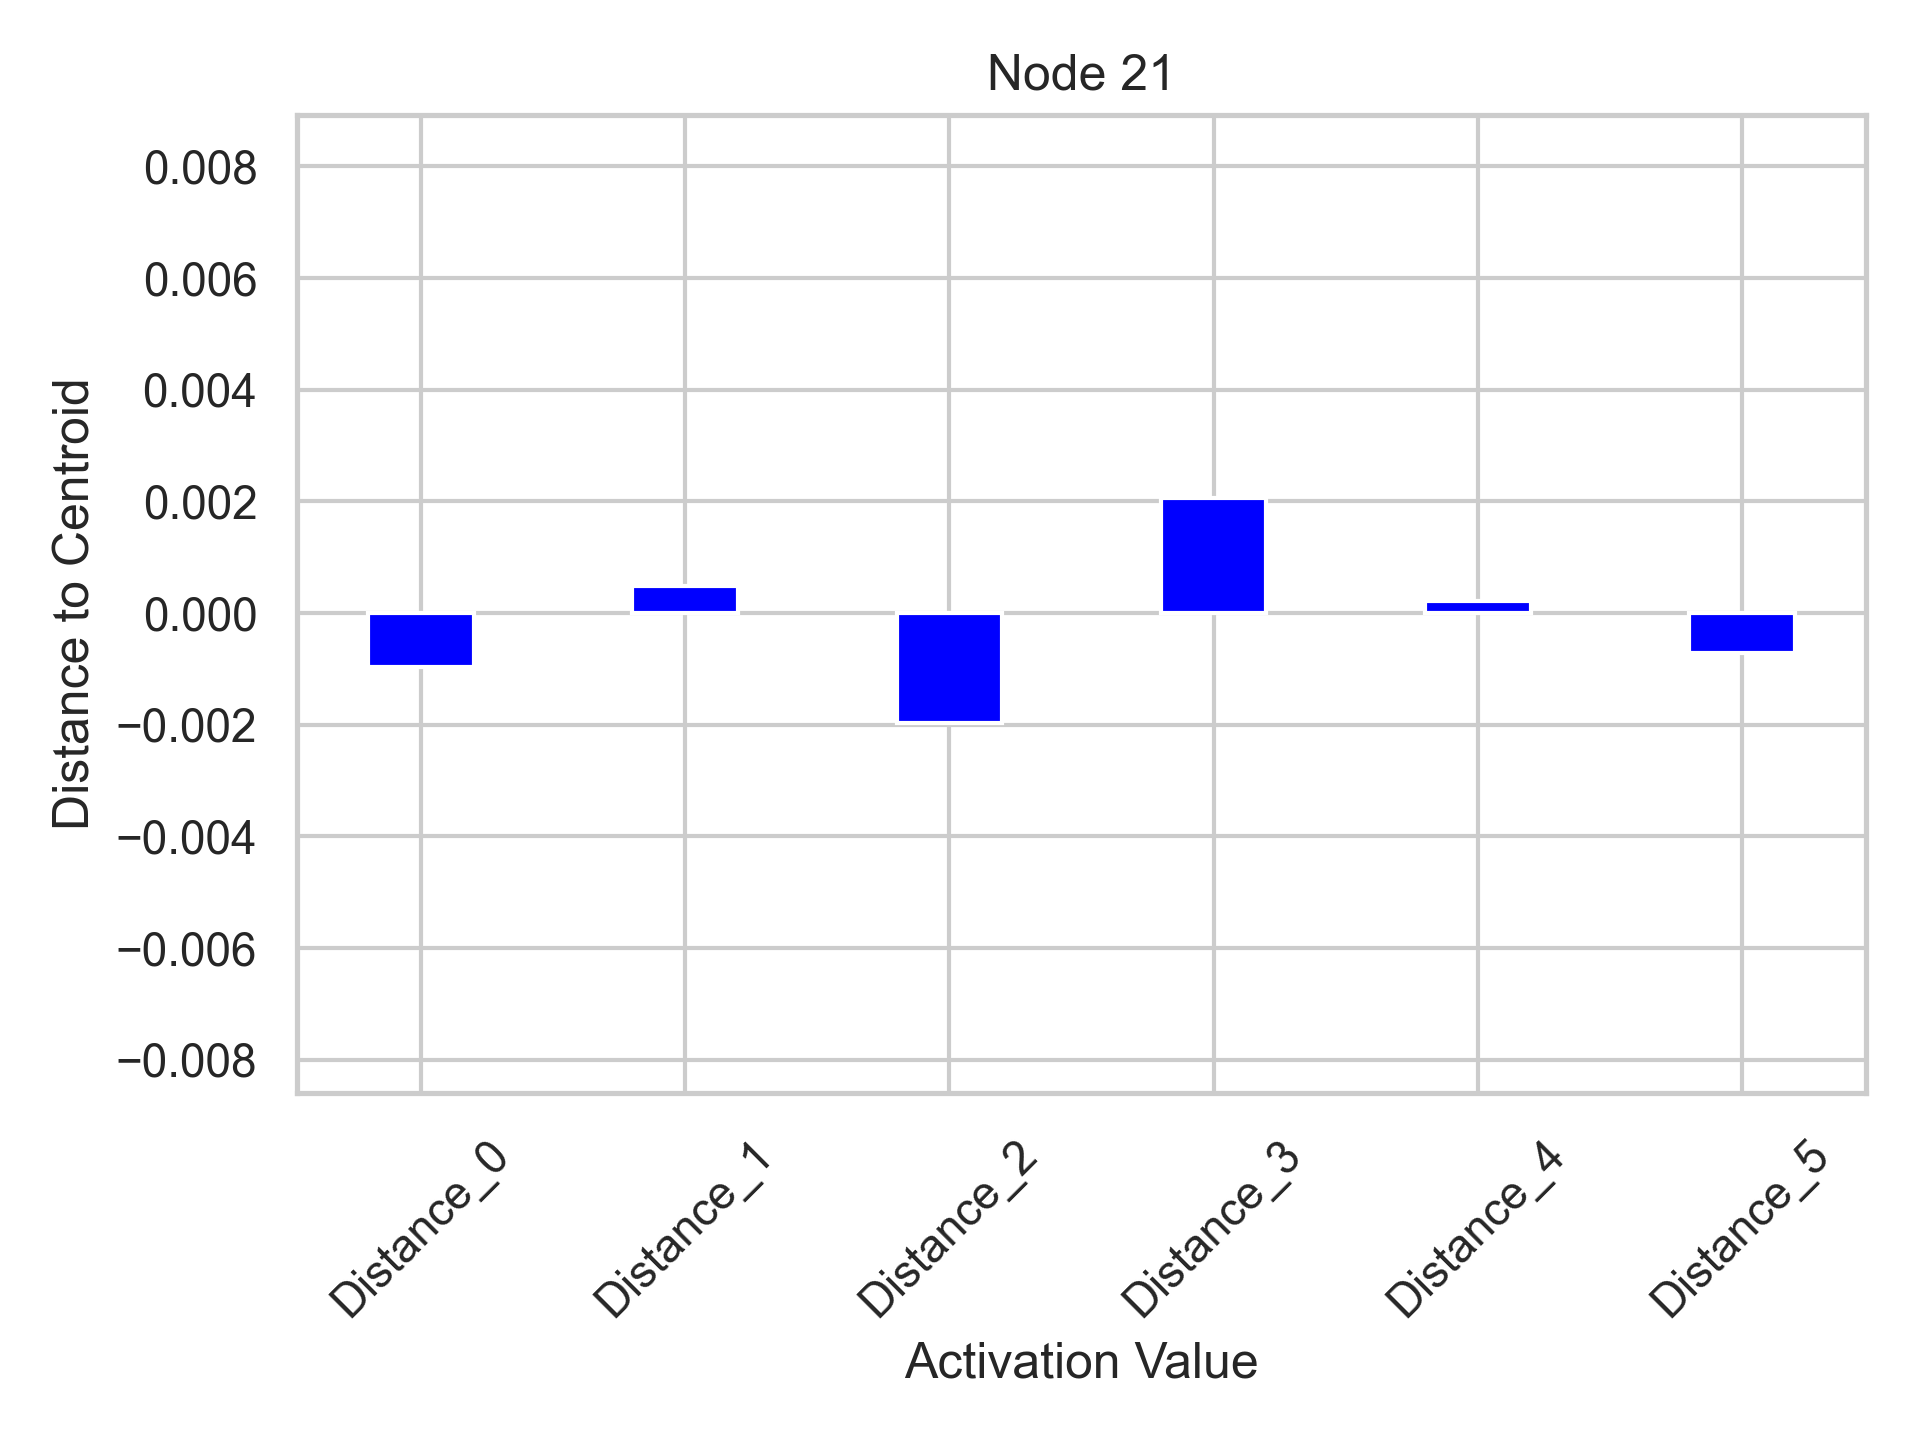 Node 21
0.008
0.006
0.004
0.002
0.000
−0.002
−0.004
−0.006
−0.008
Distance to Centroid
Distance_0
Distance_1
Distance_2
Distance_3
Distance_4
Distance_5
Activation Value